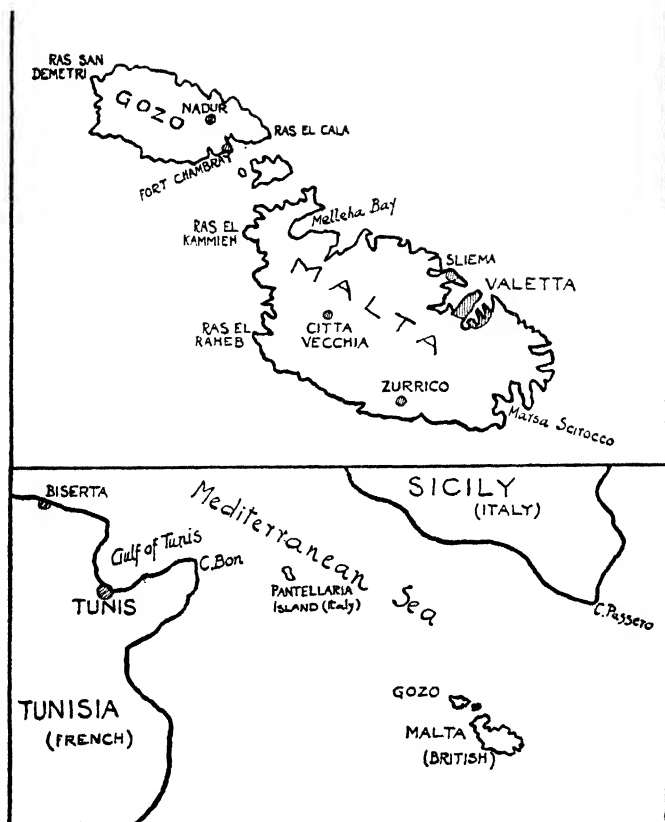 RAS SAN
DEMETRI
GOZO
NADUR
RAS EL CALA
FORT CHAMBRAY
RAS EL
KAMMIEH
Melleha Bay
SLIEMA
VALETTA
MALTA
RAS EL
RAHEB
CITTA
VECCHIA
ZURRICO
Marsa Scirocco
BISERTA
Mediterranean
Sea
SICILY
(ITALY)
Gulf of Tunis
C.Bon
PANTELLARIA
ISLAND (Italy)
TUNIS
C.Passero
GOZO
TUNISIA
(FRENCH)
MALTA
(BRITISH)